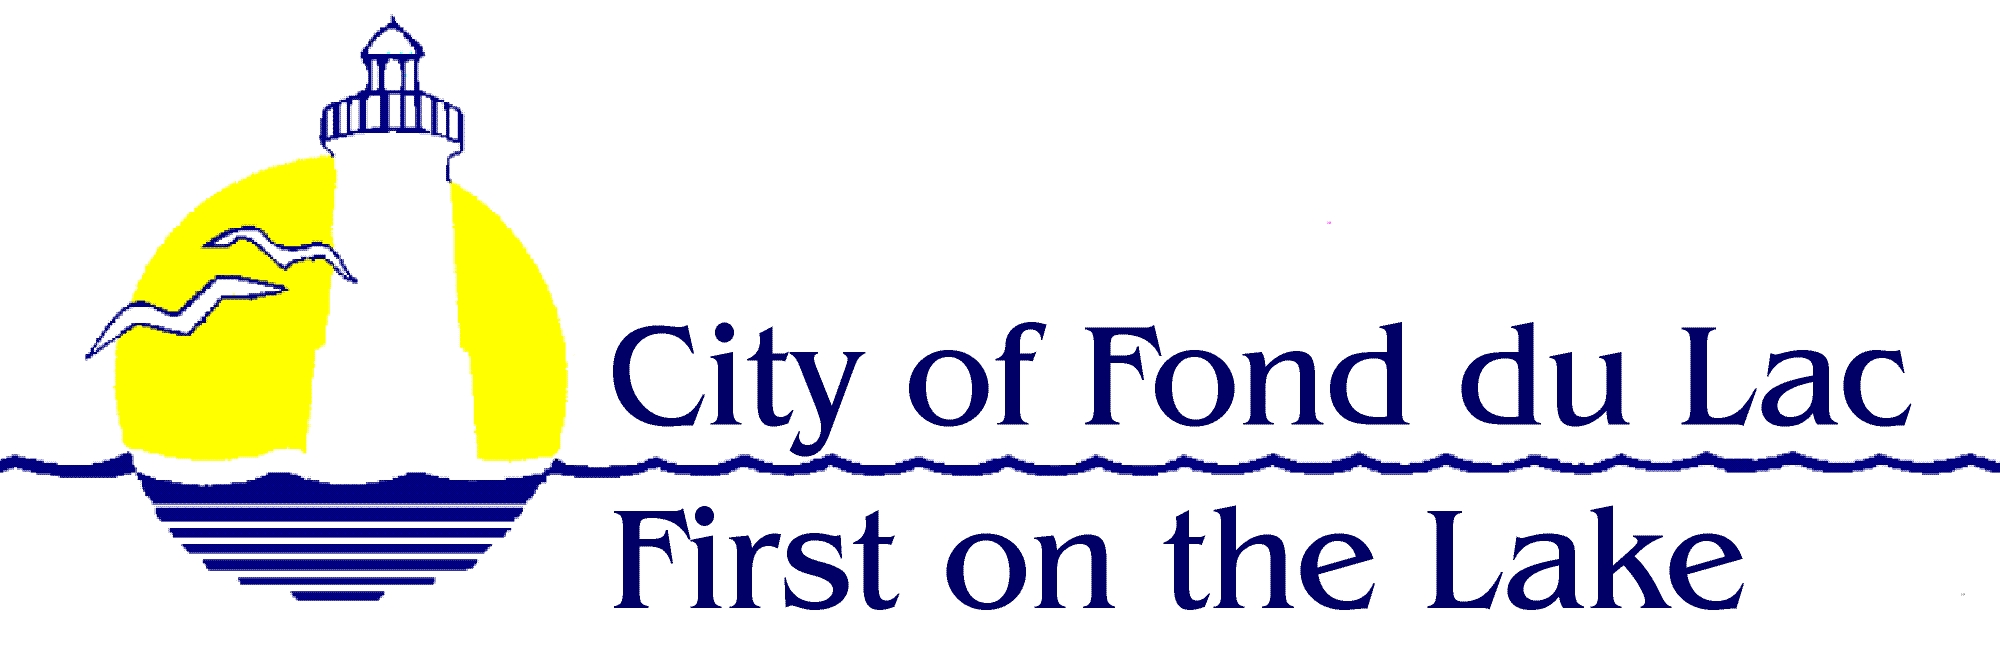 City of Fond du Lac
First on the Lake